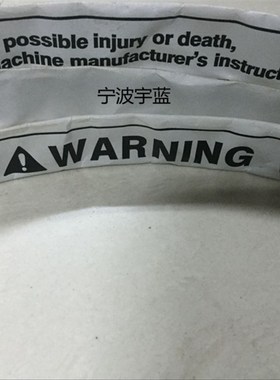 possible injury or death,
achine manufacturer's instruct
宁波宇蓝
WARNING